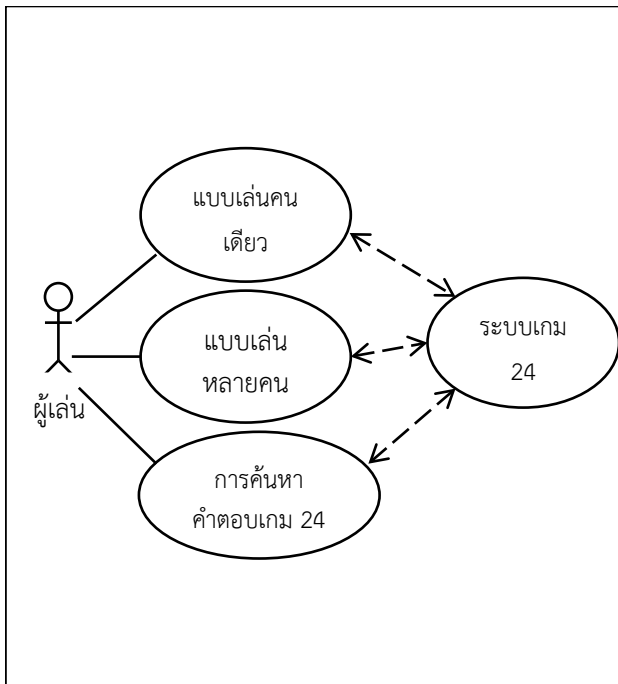 แบบเล่นคน
เดียว
ระบบเกม
24
แบบเล่น
หลายคน
ผู้เล่น
การค้นหา
คำตอบเกม 24